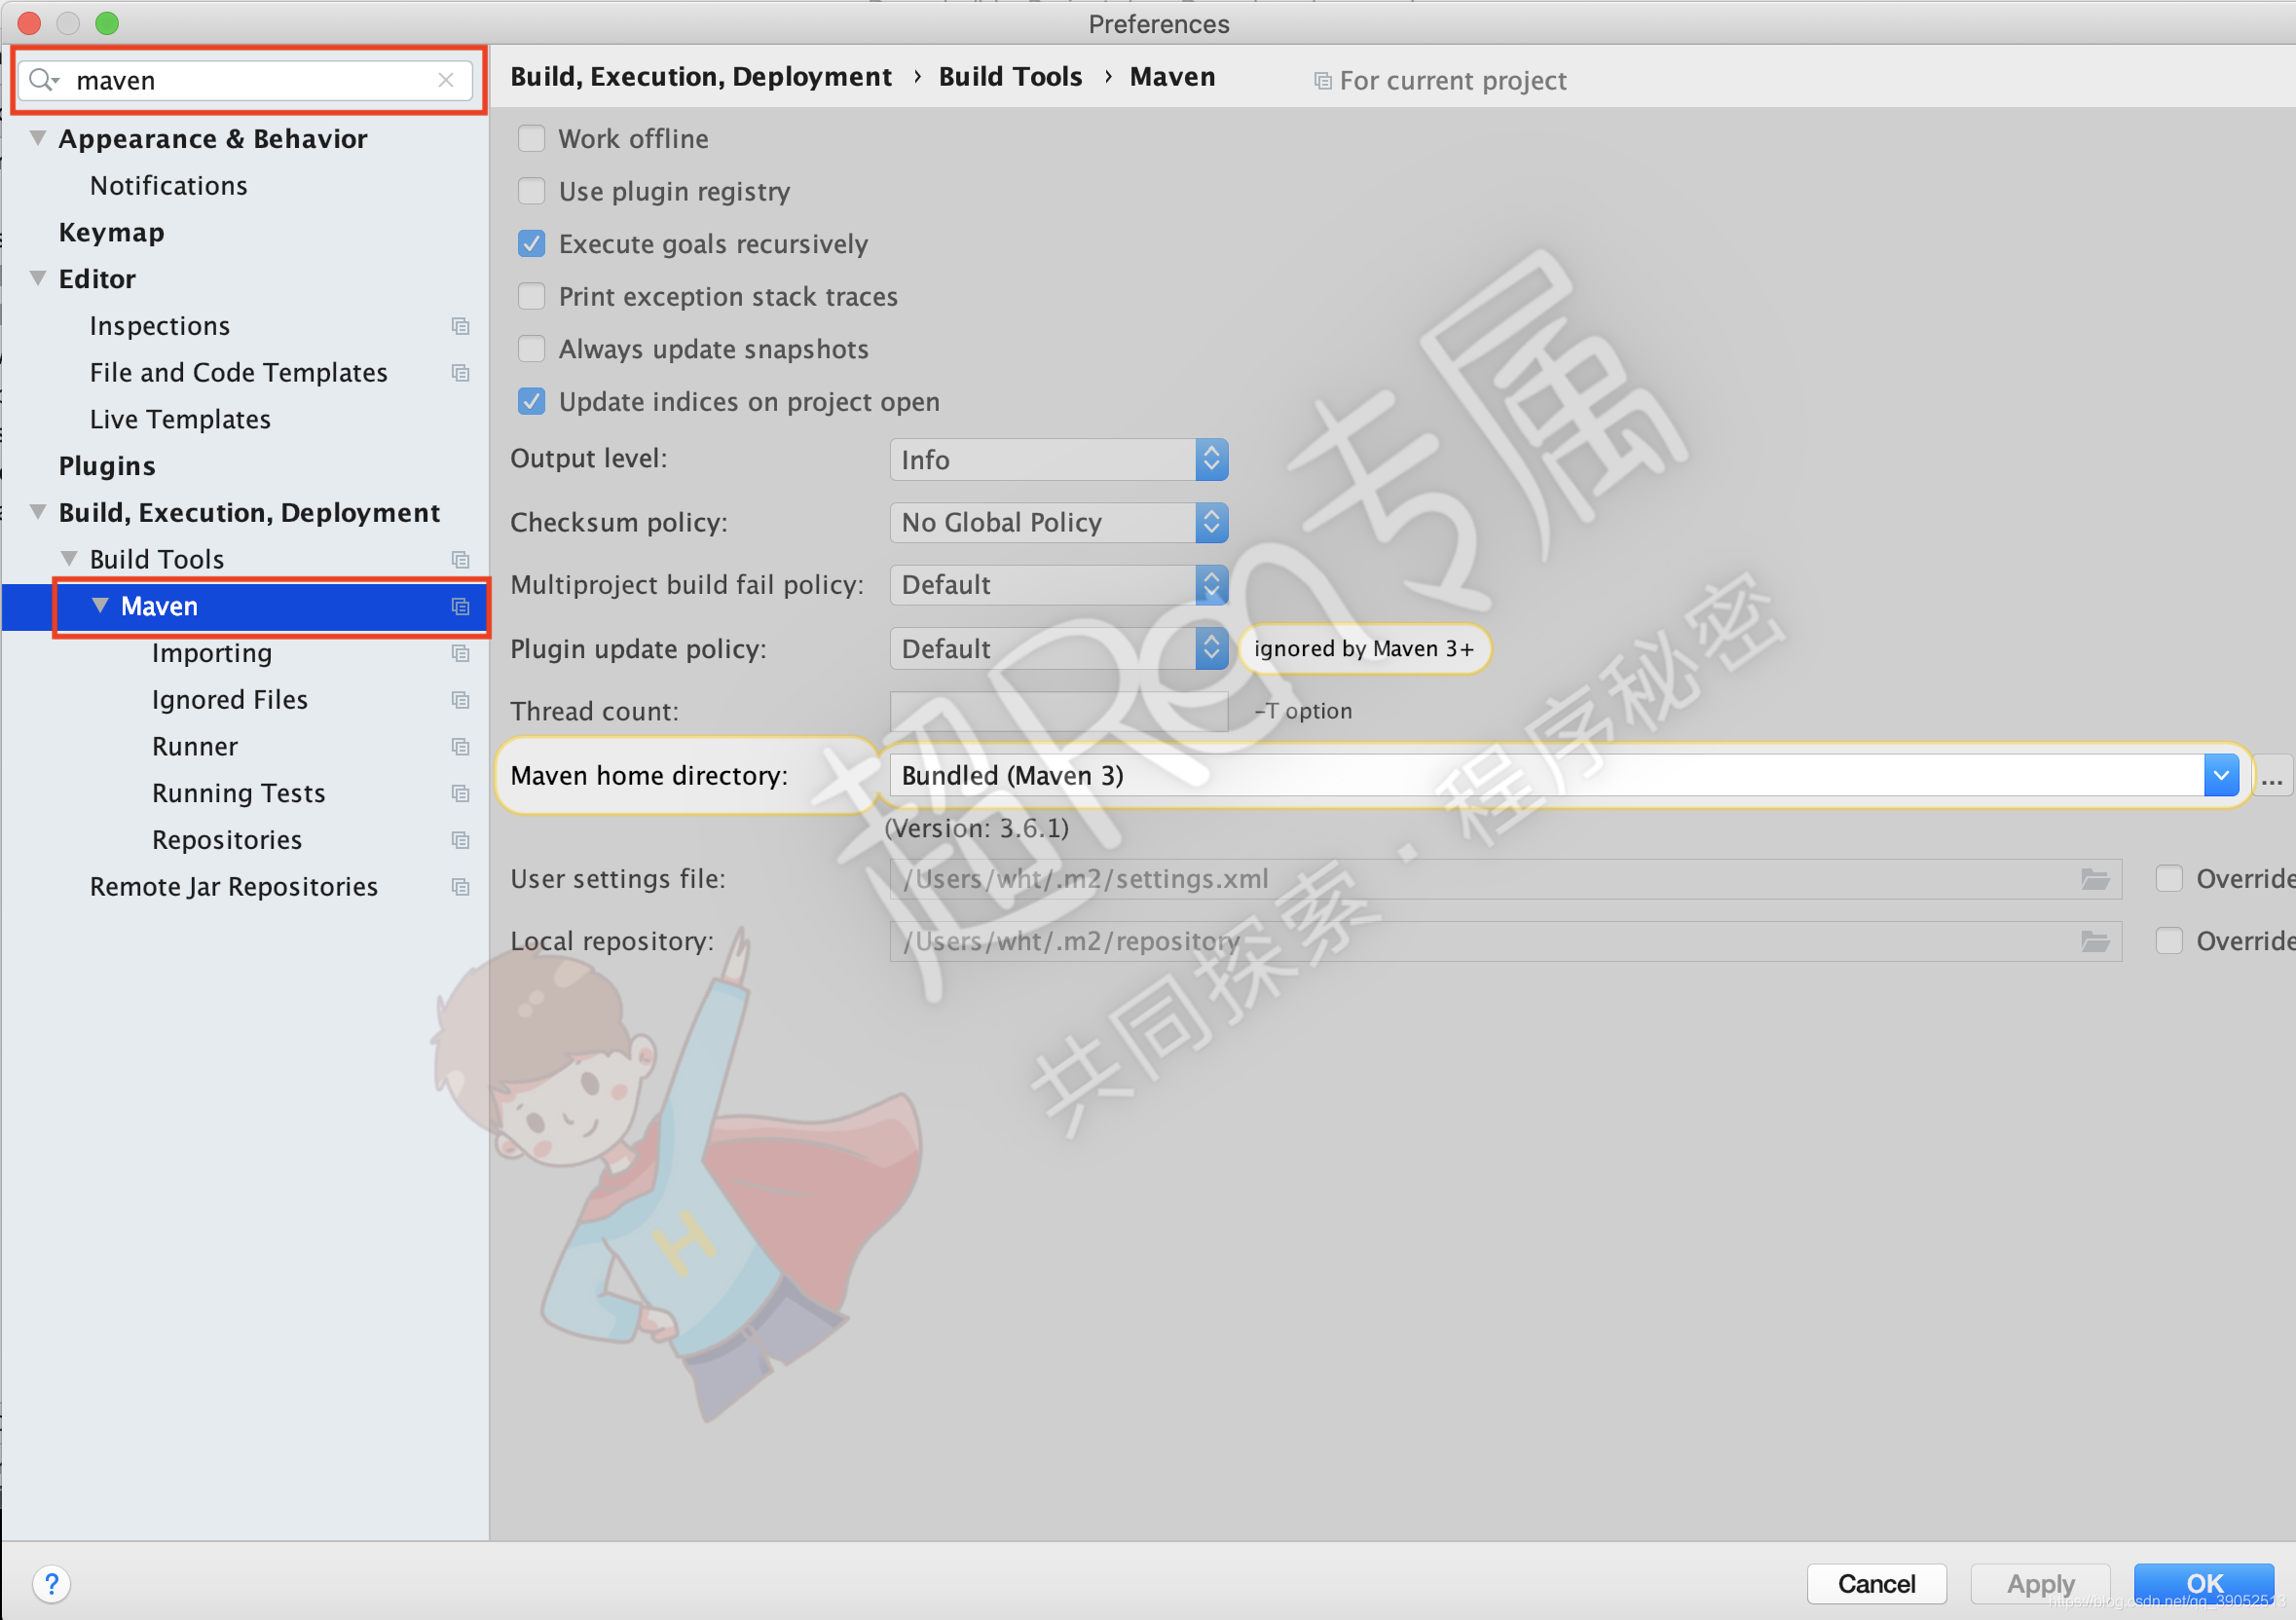 Preferences
maven
Build, Execution, Deployment › Build Tools › Maven
For current project
Appearance & Behavior
Notifications
Keymap
Editor
Inspections
File and Code Templates
Live Templates
Plugins
Build, Execution, Deployment
Build Tools
Maven
Importing
Ignored Files
Runner
Running Tests
Repositories
Remote Jar Repositories
Work offline
Use plugin registry
Execute goals recursively
Print exception stack traces
Always update snapshots
Update indices on project open
Output level: Info
Checksum policy: No Global Policy
Multiproject build fail policy: Default
Plugin update policy: Default ignored by Maven 3+
Thread count: -T option
Maven home directory: Bundled (Maven 3) ...
(Version: 3.6.1)
User settings file: /Users/wht/.m2/settings.xml Override
Local repository: /Users/wht/.m2/repository Override
超Ren专属
共同探索·程序秘密
H
? Cancel Apply OK